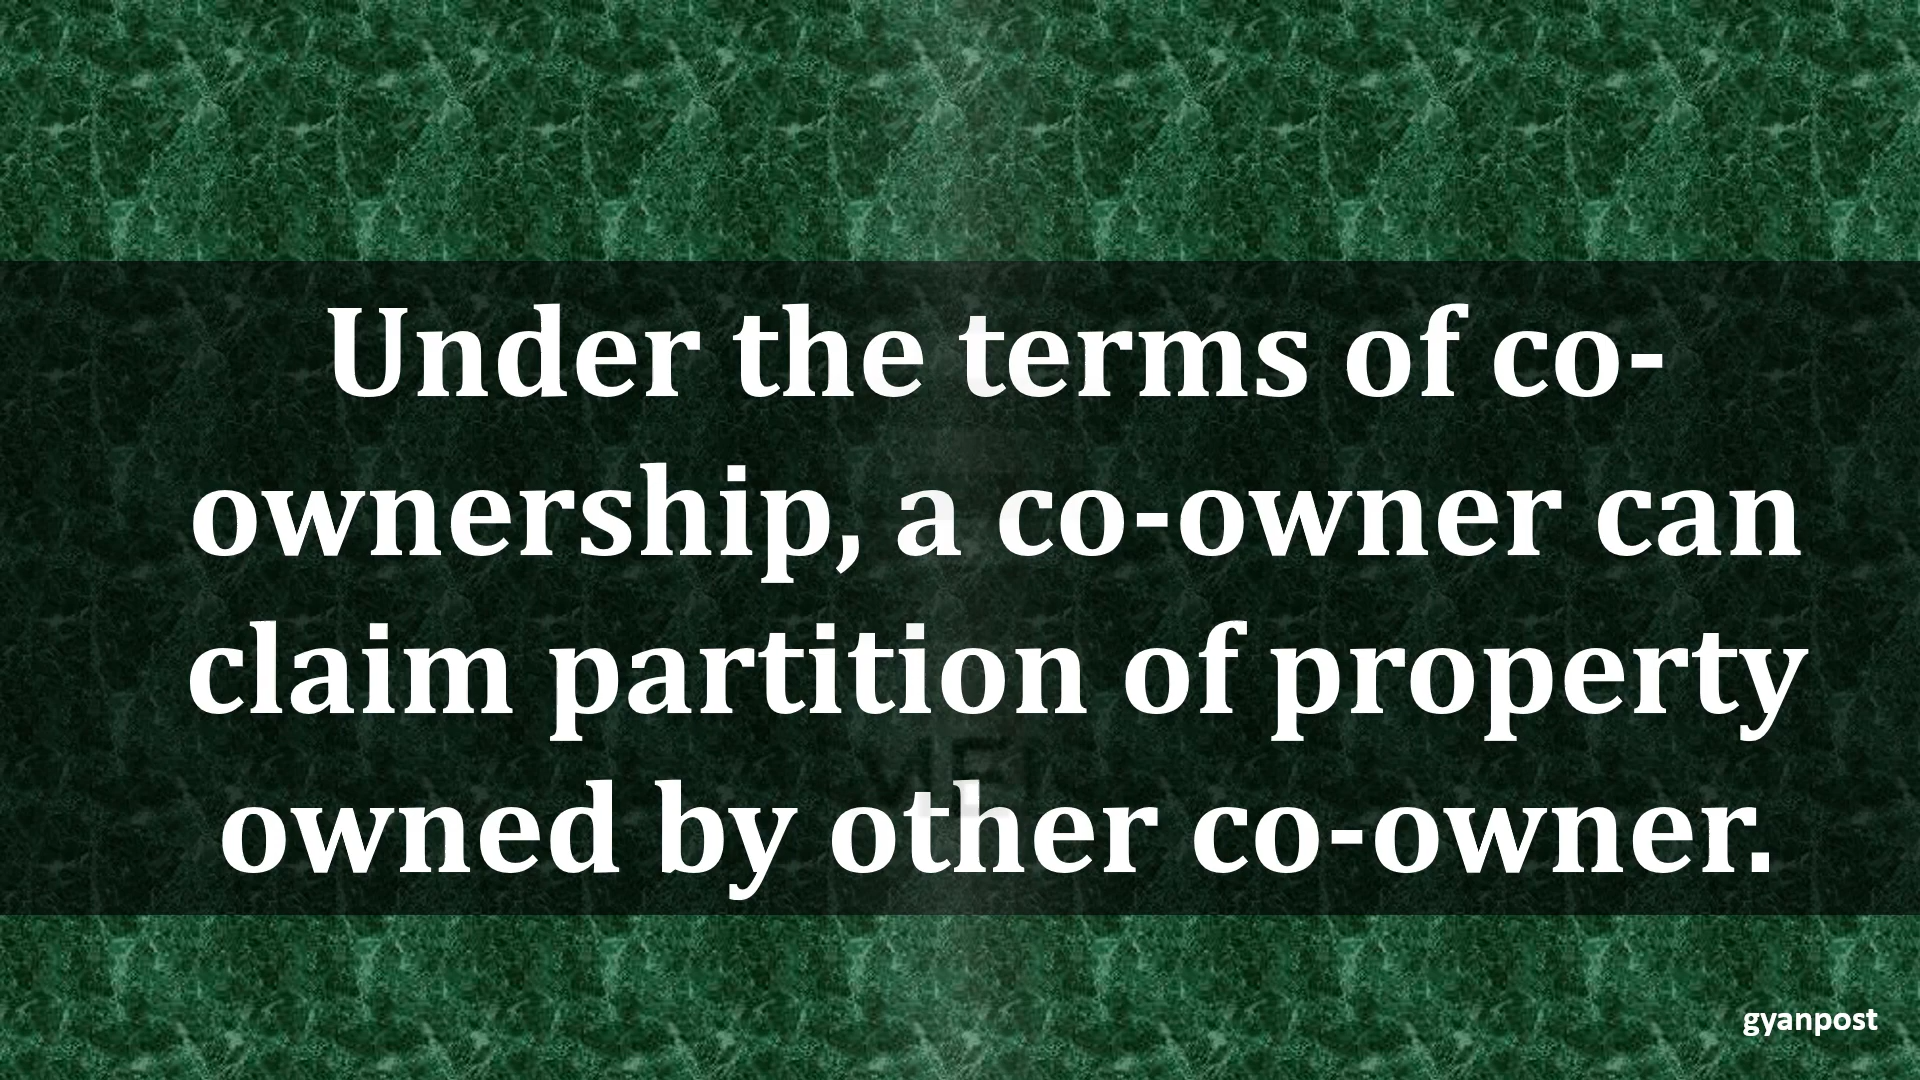 Under the terms of co-
ownership, a co-owner can
claim partition of property
owned by other co-owner.
gyanpost